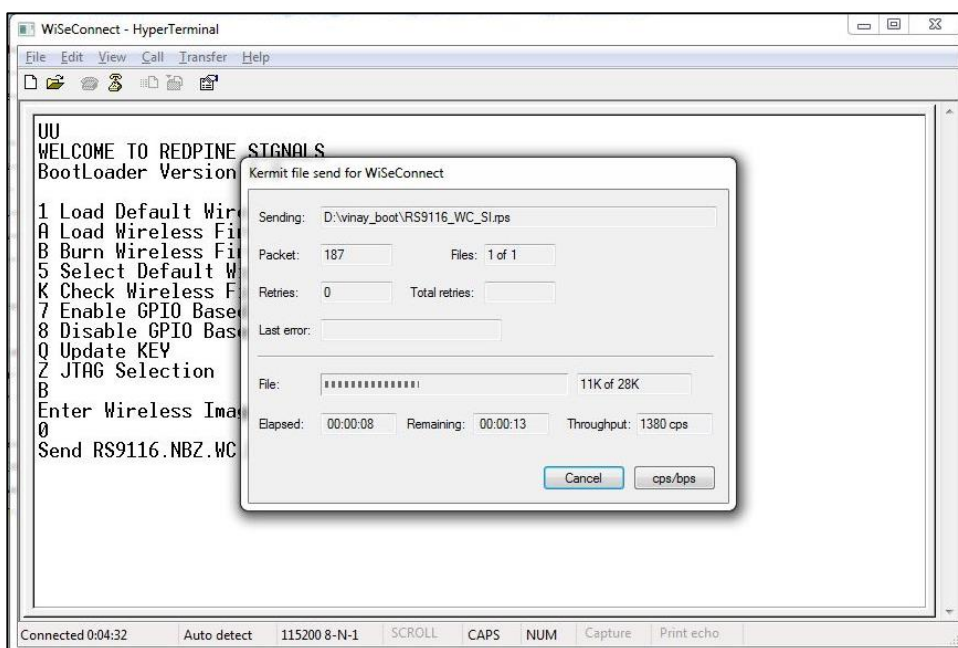 WiSeConnect - HyperTerminal
File Edit View Call Transfer Help
UU
WELCOME TO REDPINE SIGNALS
BootLoader Version
1 Load Default Wir
A Load Wireless Fi
B Burn Wireless Fi
5 Select Default W
K Check Wireless F
7 Enable GPIO Base
8 Disable GPIO Bas
Q Update KEY
Z JTAG Selection
B
Enter Wireless Ima
0
Send RS9116.NBZ.WC
Kermit file send for WiSeConnect
Sending: D:\vinay_boot\RS9116_WC_SI.rps
Packet: 187 Files: 1 of 1
Retries: 0 Total retries:
Last error:
File: 11K of 28K
Elapsed: 00:00:08 Remaining: 00:00:13 Throughput: 1380 cps
Cancel cps/bps
Connected 0:04:32 Auto detect 115200 8-N-1 SCROLL CAPS NUM Capture Print echo